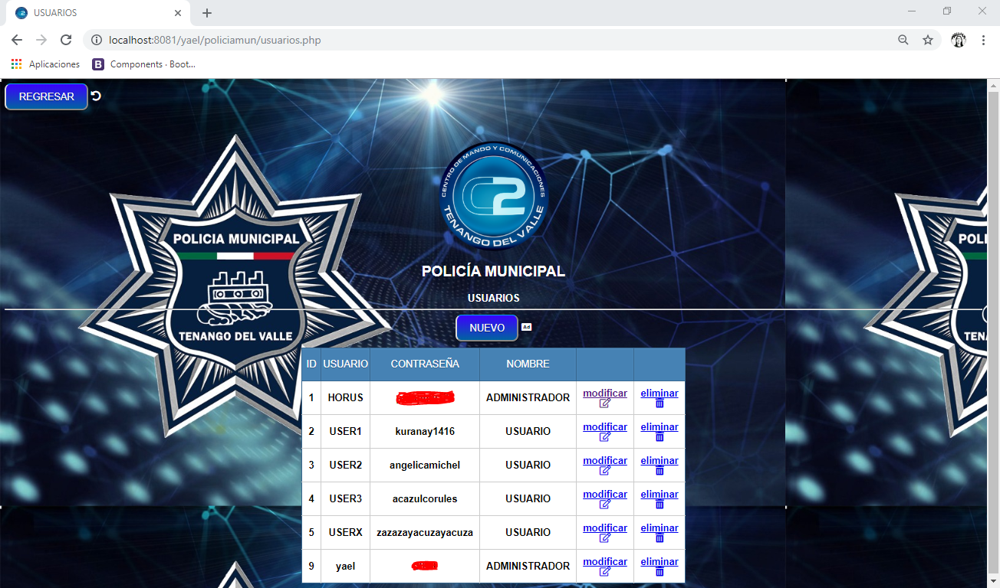 USUARIOS
localhost:8081/yael/policiamun/usuarios.php
Aplicaciones
B Components · Boot...
REGRESAR
CENTRO DE MANDO Y COMUNICACIONES
C2
TENANGO DEL VALLE
POLICIA MUNICIPAL
TENANGO DEL VALLE
POLI
TENA
POLICÍA MUNICIPAL
USUARIOS
NUEVO Ad
ID USUARIO CONTRASEÑA NOMBRE
1 HORUS ADMINISTRADOR modificar eliminar
2 USER1 kuranay1416 USUARIO modificar eliminar
3 USER2 angelicamichel USUARIO modificar eliminar
4 USER3 acazulcorules USUARIO modificar eliminar
5 USERX zazazayacuzayacuza USUARIO modificar eliminar
9 yael ADMINISTRADOR modificar eliminar